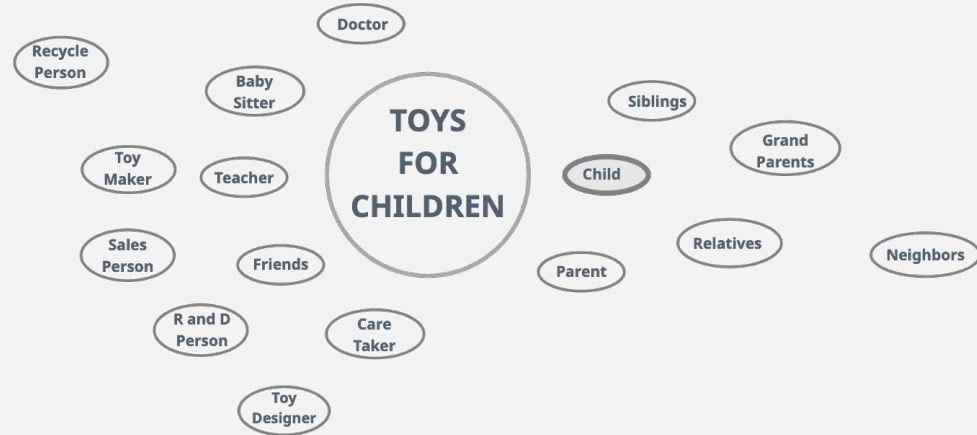 Doctor
Recycle
Person
Baby
Sitter
Siblings
TOYS
FOR
CHILDREN
Grand
Parents
Toy
Maker
Teacher
Child
Sales
Person
Friends
Parent
Relatives
Neighbors
R and D
Person
Care
Taker
Toy
Designer